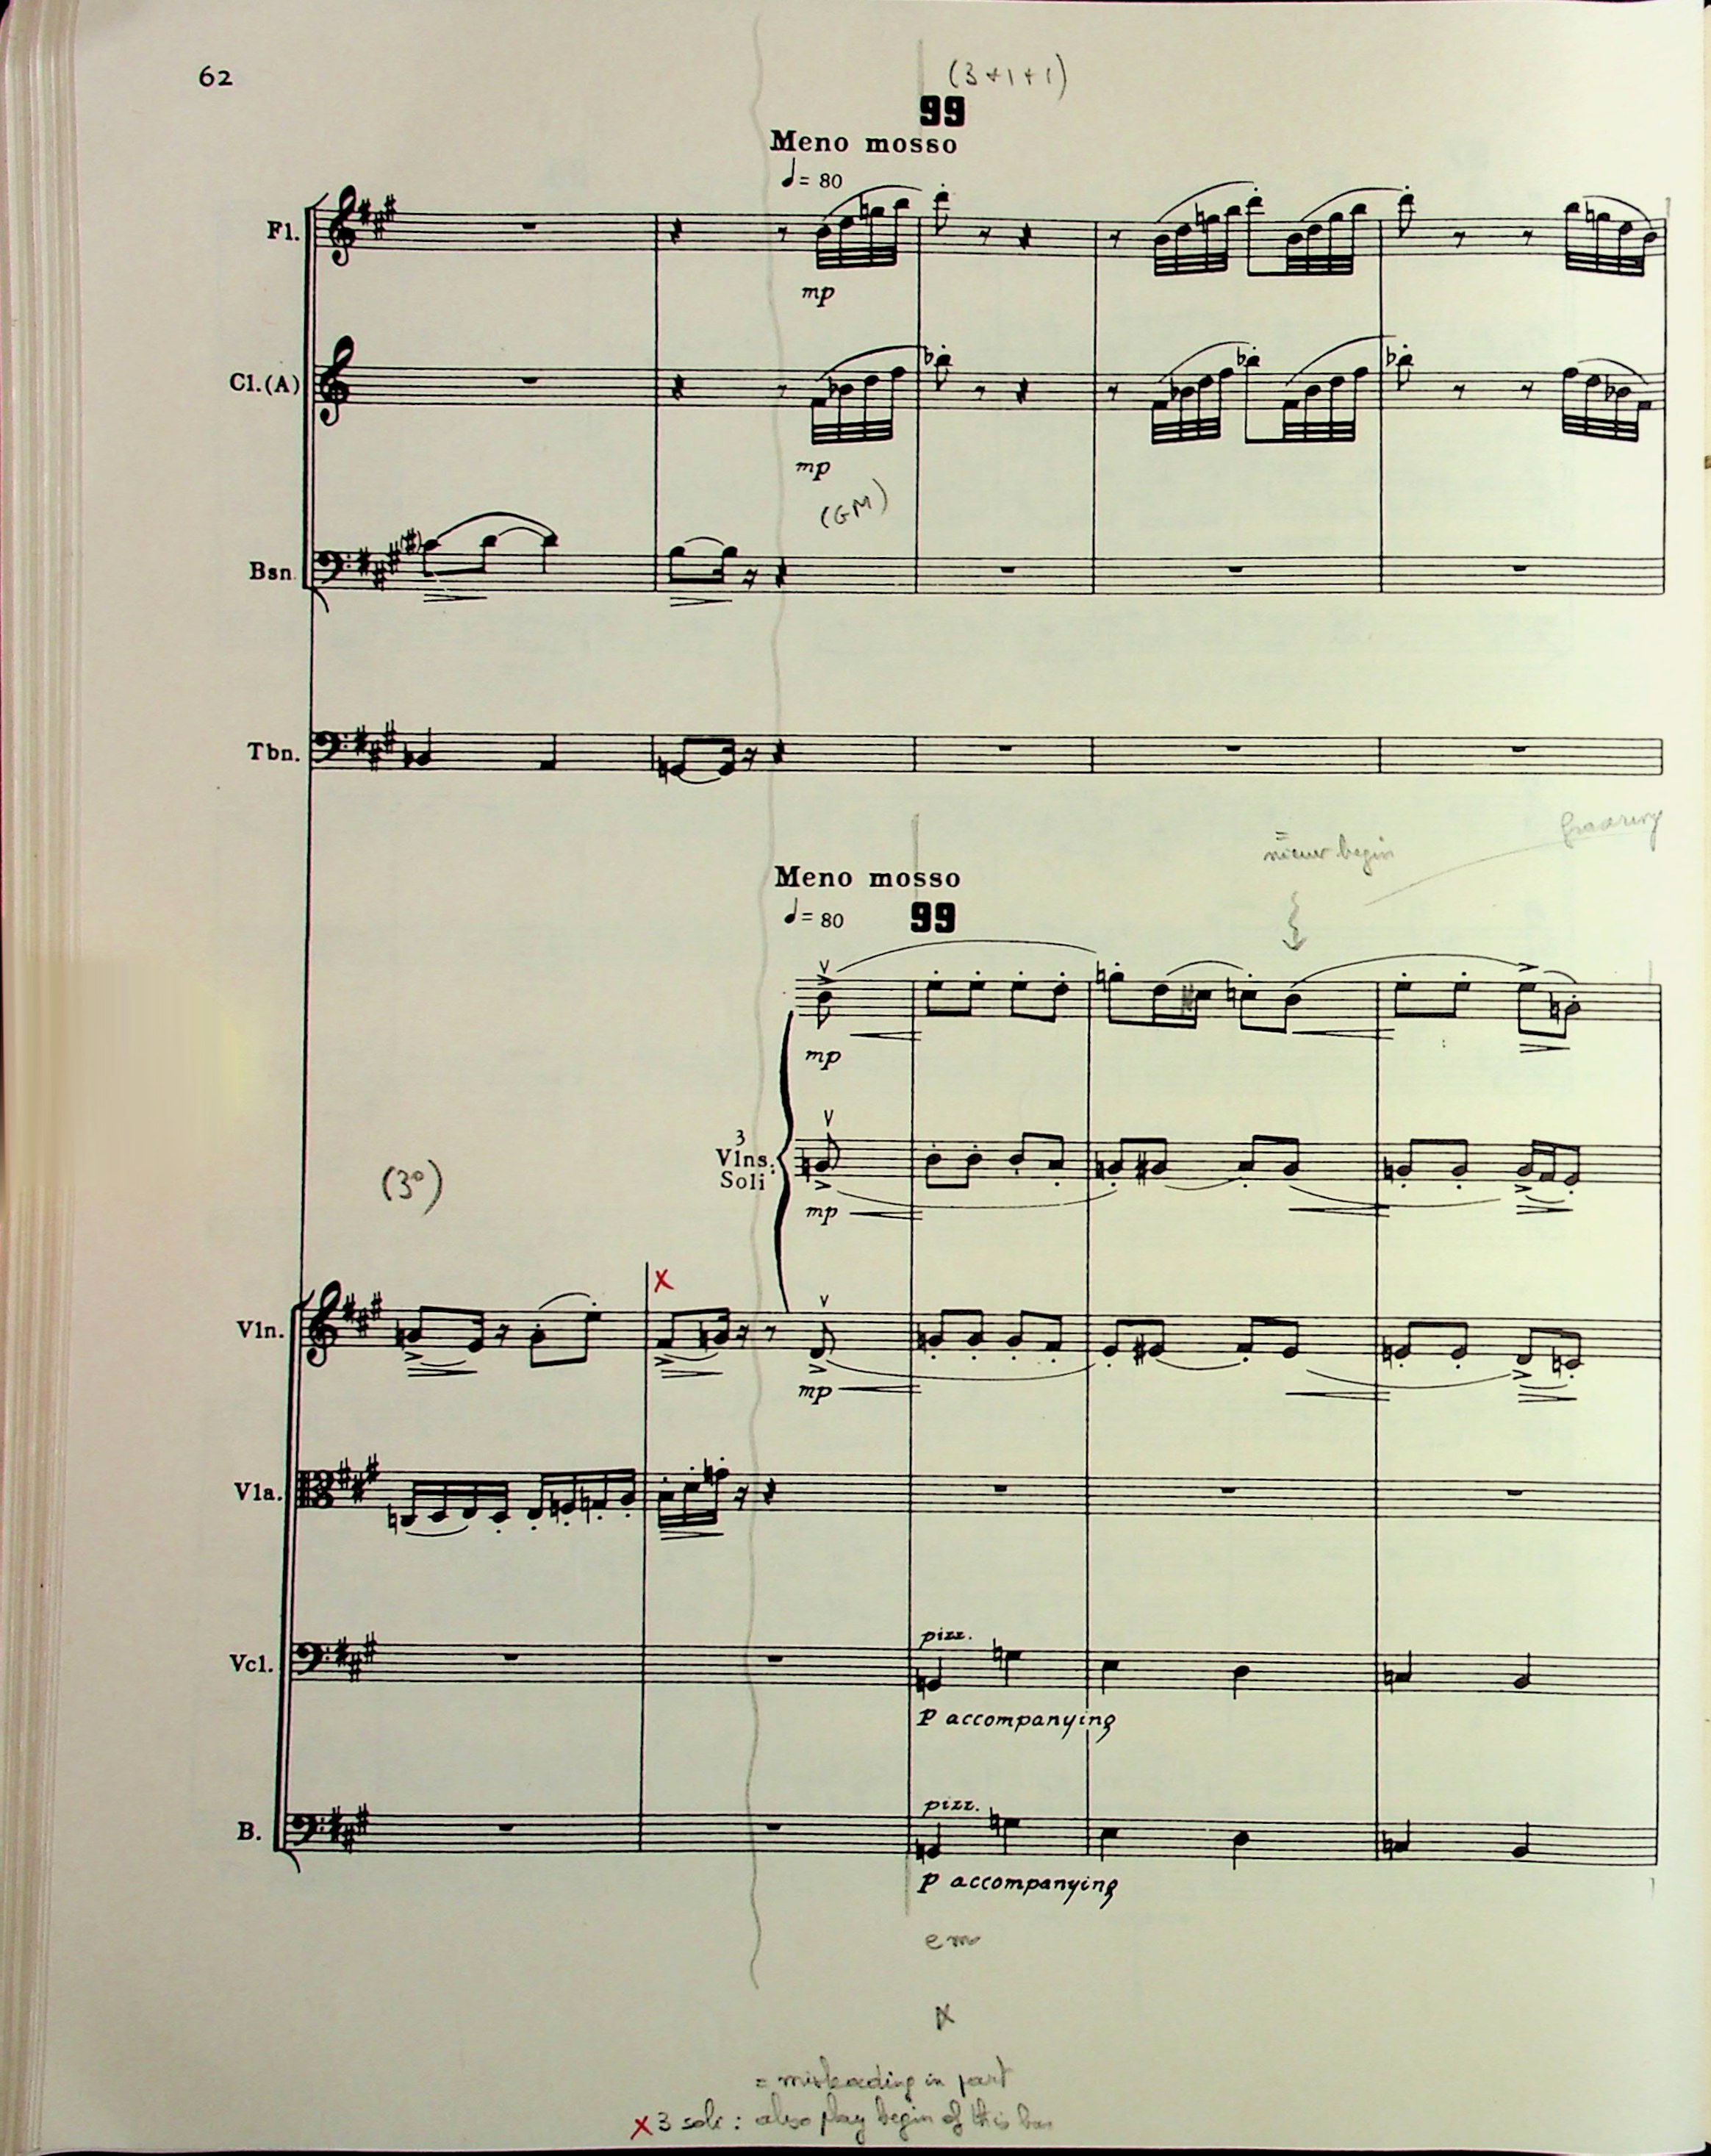 62
(3+1+1)
99
Meno mosso
♩= 80
Fl.
mp
Cl.(A)
mp
(GM)
Bsn.
Tbn.
nieuw begin
Meno mosso
♩= 80
99
mp
3
Vlns.
Soli
mp
(3°)
x
Vln.
mp
Vla.
pizz.
Vcl.
P accompanying
pizz.
B.
P accompanying
em
= misleading in part
x 3 soli : also play begin of this bar